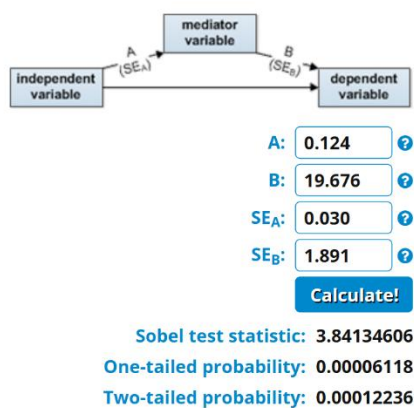 mediator
variable
A
(SEA)
B
(SEB)
independent
variable
dependent
variable
A: 0.124 ?
B: 19.676 ?
SEA: 0.030 ?
SEB: 1.891 ?
Calculate!
Sobel test statistic: 3.84134606
One-tailed probability: 0.00006118
Two-tailed probability: 0.00012236